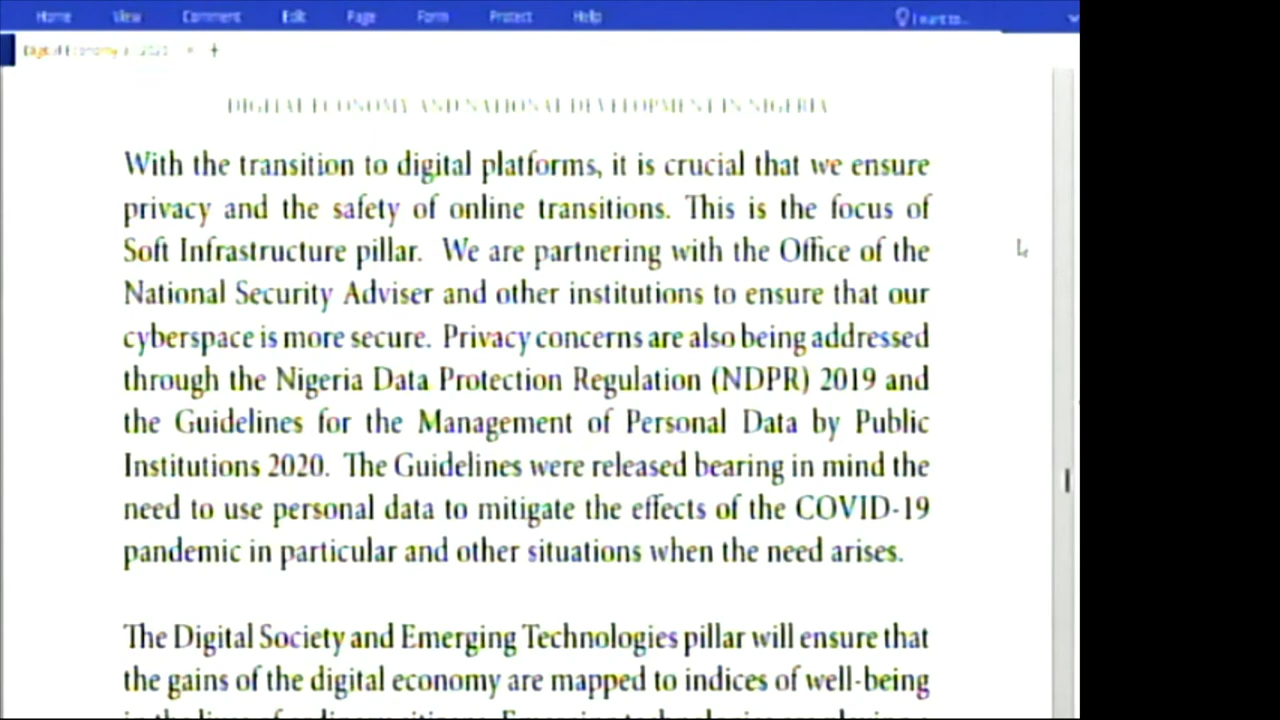 Home View Comment Edit Page Form Protect Help I want to...
DIGITAL ECONOMY AND NATIONAL DEVELOPMENT IN NIGERIA
With the transition to digital platforms, it is crucial that we ensure
privacy and the safety of online transitions. This is the focus of
Soft Infrastructure pillar. We are partnering with the Office of the
National Security Adviser and other institutions to ensure that our
cyberspace is more secure. Privacy concerns are also being addressed
through the Nigeria Data Protection Regulation (NDPR) 2019 and
the Guidelines for the Management of Personal Data by Public
Institutions 2020. The Guidelines were released bearing in mind the
need to use personal data to mitigate the effects of the COVID-19
pandemic in particular and other situations when the need arises.
The Digital Society and Emerging Technologies pillar will ensure that
the gains of the digital economy are mapped to indices of well-being